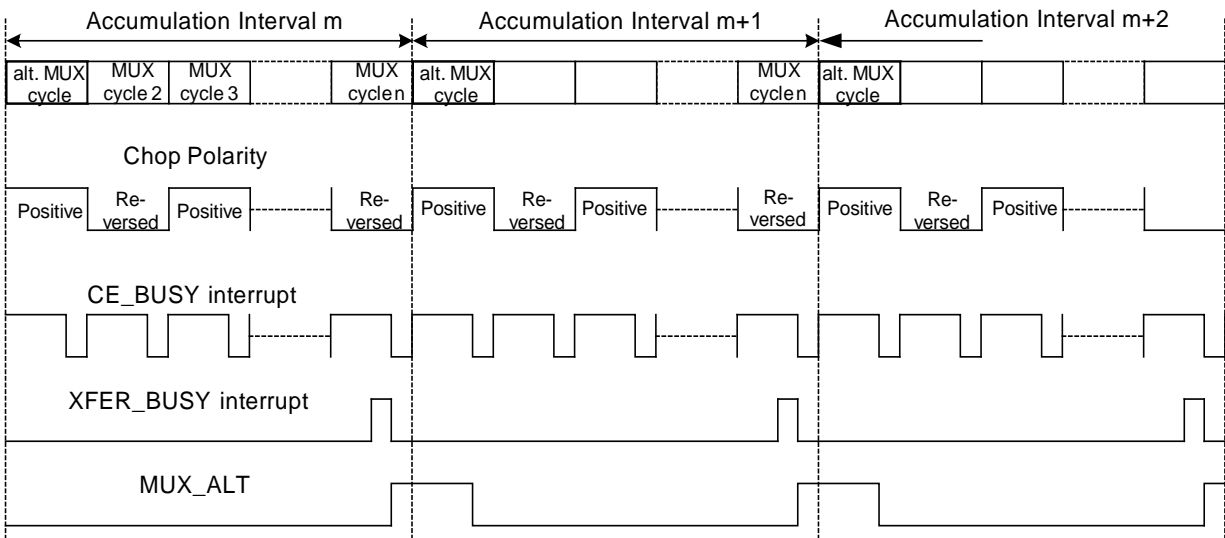 Accumulation Interval m Accumulation Interval m+1 Accumulation Interval m+2
alt. MUX cycle
MUX cycle 2
MUX cycle 3
MUX cycle n
alt. MUX cycle
MUX cycle n
alt. MUX cycle
Chop Polarity
Positive
Re-
versed
Positive
Re-
versed
Positive
Re-
versed
Positive
Re-
versed
Positive
Re-
versed
Positive
CE_BUSY interrupt
XFER_BUSY interrupt
MUX_ALT